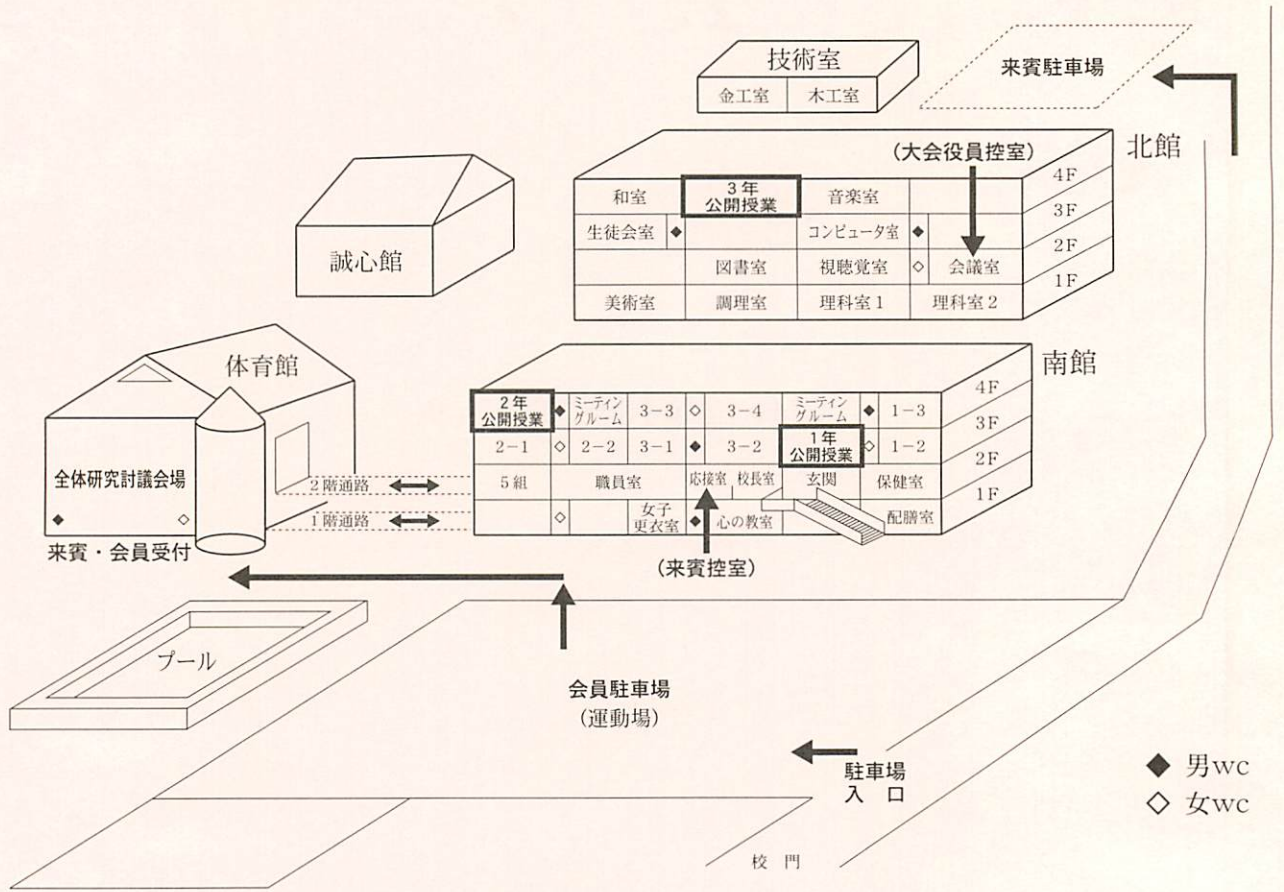 技術室
金工室
木工室
来賓駐車場
北館
(大会役員控室)
4F
3F
2F
1F
和室
3年
公開授業
音楽室
生徒会室
◆
コンピュータ室
◆
図書室
視聴覚室
◇
会議室
美術室
調理室
理科室1
理科室2
誠心館
体育館
全体研究討議会場
◆
◇
来賓・会員受付
2階通路
1階通路
南館
4F
3F
2F
1F
2年
公開授業
◆
ミーティン
グルーム
3-3
◇
3-4
ミーティン
グルーム
◆
1-3
2-1
◇
2-2
3-1
◆
3-2
1年
公開授業
◇
1-2
5組
職員室
応接室
校長室
玄関
保健室
◇
女子
更衣室
◆
心の教室
配膳室
(来賓控室)
プール
会員駐車場
(運動場)
駐車場
入口
校門
◆ 男wc
◇ 女wc